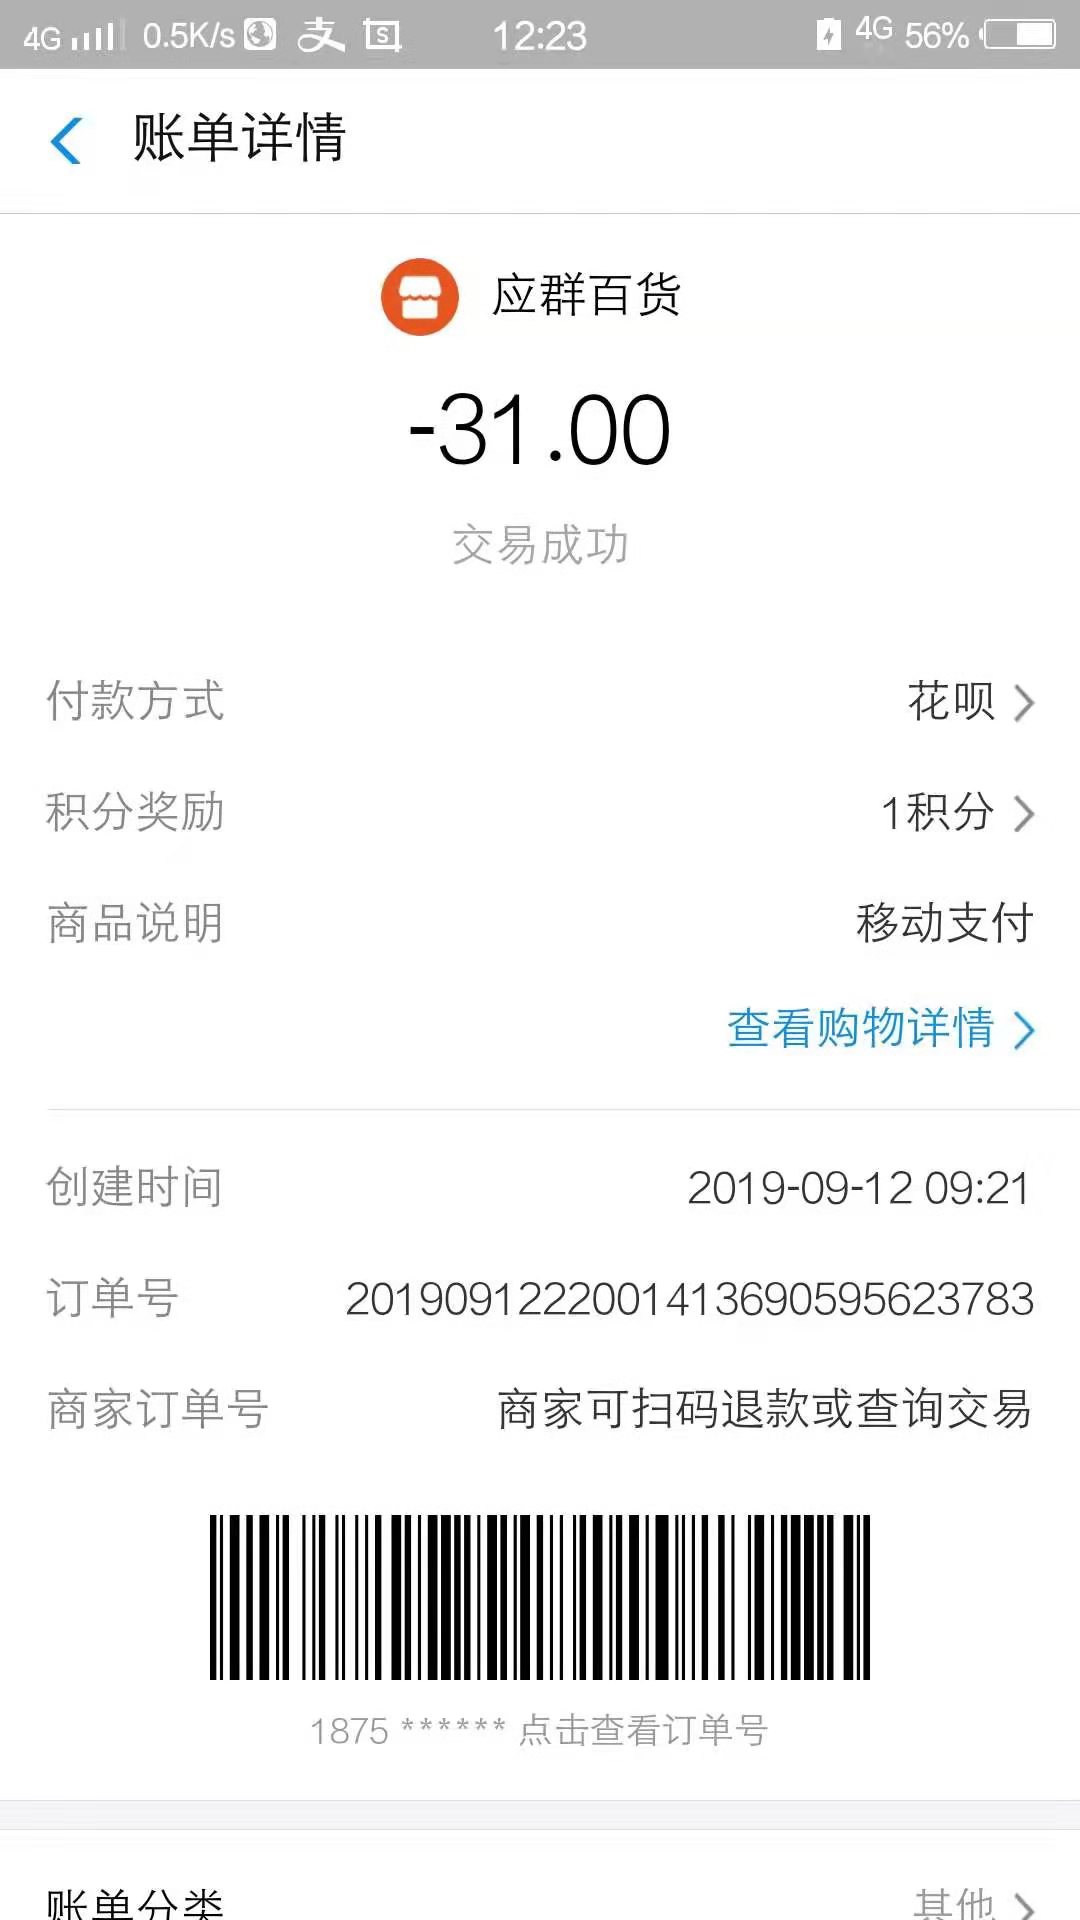 4G 0.5K/s 支 S 12:23 4G 56%
账单详情
应群百货
-31.00
交易成功
付款方式 花呗
积分奖励 1积分
商品说明 移动支付
查看购物详情
创建时间 2019-09-12 09:21
订单号 2019091222001413690595623783
商家订单号 商家可扫码退款或查询交易
1875 ****** 点击查看订单号
账单分类 其他